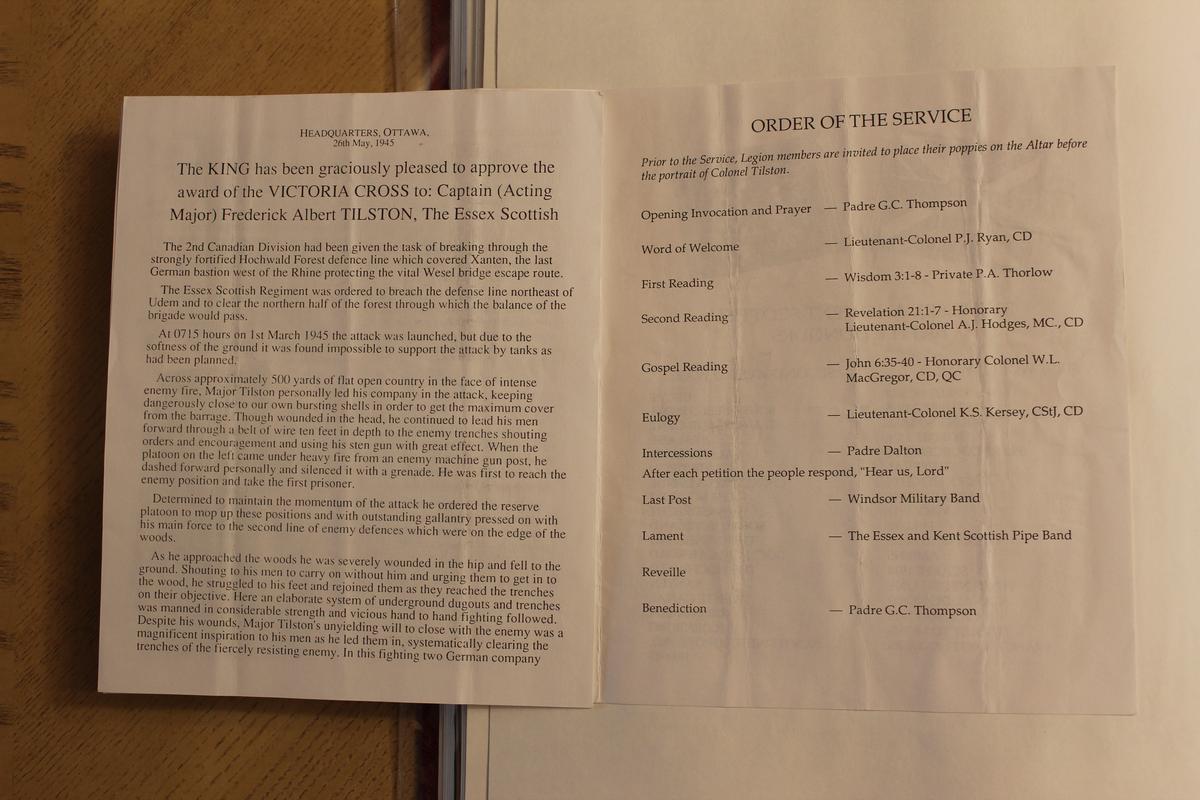 HEADQUARTERS, OTTAWA,
26th May, 1945
The KING has been graciously pleased to approve the
award of the VICTORIA CROSS to: Captain (Acting
Major) Frederick Albert TILSTON, The Essex Scottish
The 2nd Canadian Division had been given the task of breaking through the
strongly fortified Hochwald Forest defence line which covered Xanten, the last
German bastion west of the Rhine protecting the vital Wesel bridge escape route.
The Essex Scottish Regiment was ordered to breach the defense line northeast of
Udem and to clear the northern half of the forest through which the balance of the
brigade would pass.
At 0715 hours on 1st March 1945 the attack was launched, but due to the
softness of the ground it was found impossible to support the attack by tanks as
had been planned.
Across approximately 500 yards of flat open country in the face of intense
enemy fire, Major Tilston personally led his company in the attack, keeping
dangerously close to our own bursting shells in order to get the maximum cover
from the barrage. Though wounded in the head, he continued to lead his men
forward through a belt of wire ten feet in depth to the enemy trenches shouting
orders and encouragement and using his sten gun with great effect. When the
platoon on the left came under heavy fire from an enemy machine gun post, he
dashed forward personally and silenced it with a grenade. He was first to reach the
enemy position and take the first prisoner.
Determined to maintain the momentum of the attack he ordered the reserve
platoon to mop up these positions and with outstanding gallantry pressed on with
his main force to the second line of enemy defences which were on the edge of the
woods.
As he approached the woods he was severely wounded in the hip and fell to the
ground. Shouting to his men to carry on without him and urging them to get in to
the wood, he struggled to his feet and rejoined them as they reached the trenches
on their objective. Here an elaborate system of underground dugouts and trenches
was manned in considerable strength and vicious hand to hand fighting followed.
Despite his wounds, Major Tilston's unyielding will to close with the enemy was a
magnificent inspiration to his men as he led them in, systematically clearing the
trenches of the fiercely resisting enemy. In this fighting two German company
ORDER OF THE SERVICE
Prior to the Service, Legion members are invited to place their poppies on the Altar before
the portrait of Colonel Tilston.
Opening Invocation and Prayer — Padre G.C. Thompson
Word of Welcome — Lieutenant-Colonel P.J. Ryan, CD
First Reading — Wisdom 3:1-8 - Private P.A. Thorlow
Second Reading — Revelation 21:1-7 - Honorary
Lieutenant-Colonel A.J. Hodges, MC., CD
Gospel Reading — John 6:35-40 - Honorary Colonel W.L.
MacGregor, CD, QC
Eulogy — Lieutenant-Colonel K.S. Kersey, CStJ, CD
Intercessions — Padre Dalton
After each petition the people respond, "Hear us, Lord"
Last Post — Windsor Military Band
Lament — The Essex and Kent Scottish Pipe Band
Reveille
Benediction — Padre G.C. Thompson